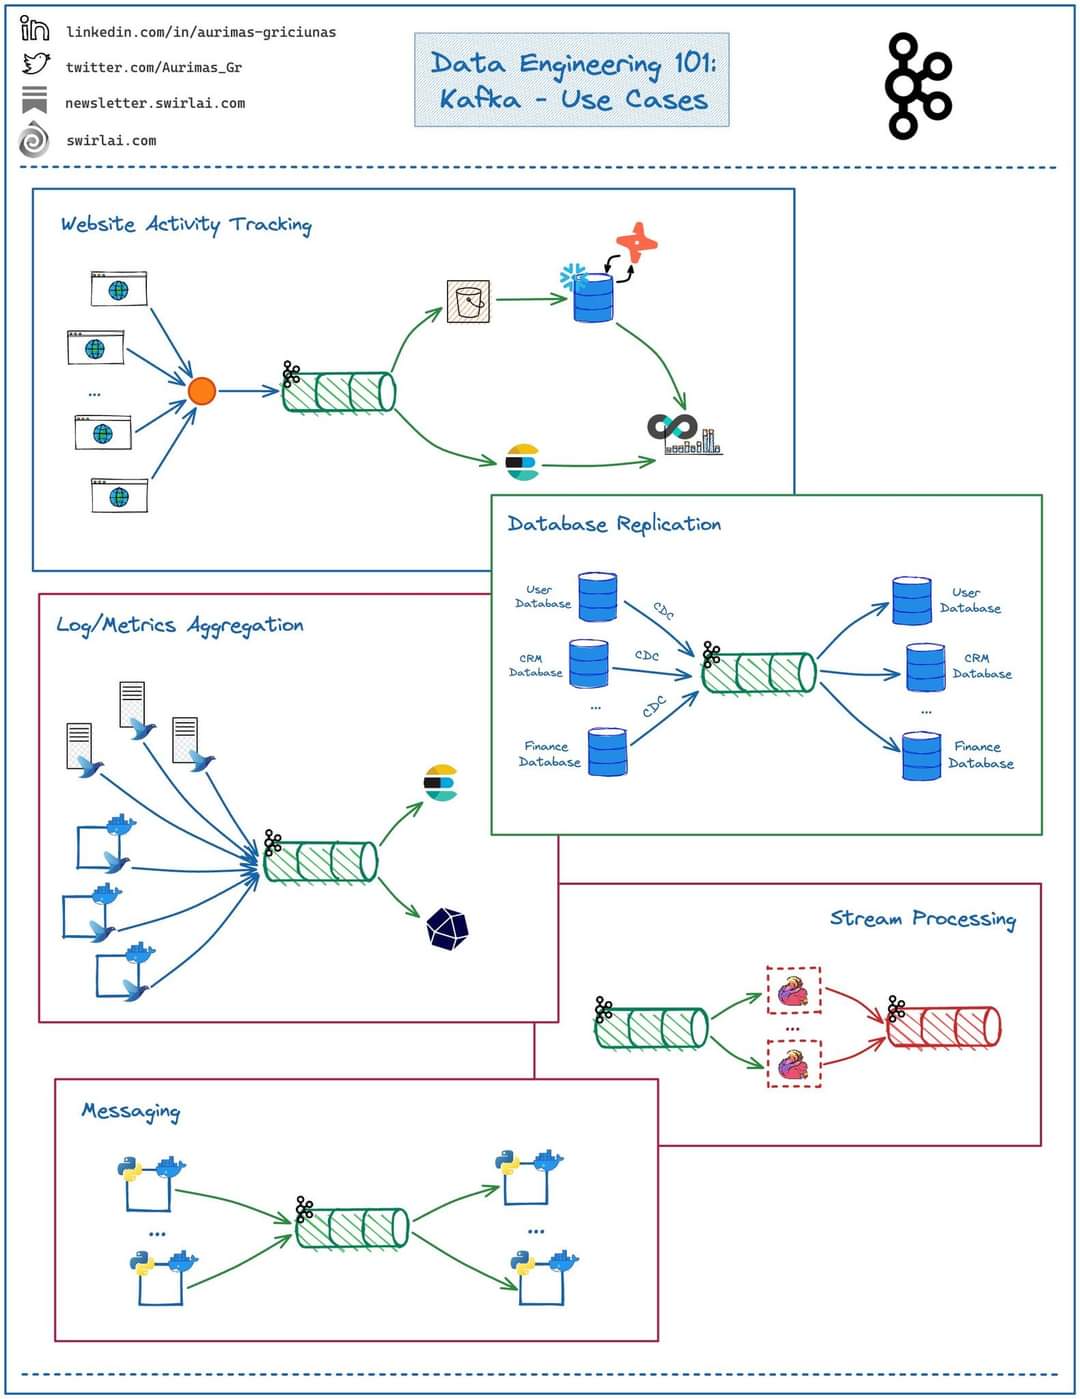 linkedin.com/in/aurimas-griciunas
twitter.com/Aurimas_Gr
newsletter.swirlai.com
swirlai.com
Data Engineering 101:
Kafka - Use Cases
Website Activity Tracking
...
Database Replication
User
Database
CDC
User
Database
CRM
Database
CDC
CRM
Database
...
CDC
...
Finance
Database
Finance
Database
Log/Metrics Aggregation
Stream Processing
...
Messaging
...
...